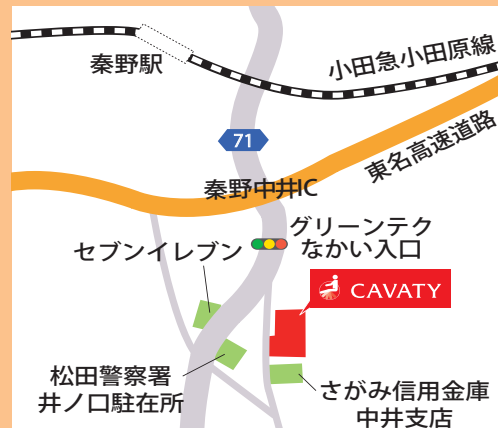 小田急小田原線
秦野駅
71
東名高速道路
秦野中井IC
グリーンテク
なかい入口
セブンイレブン
CAVATY
松田警察署
井ノ口駐在所
さがみ信用金庫
中井支店